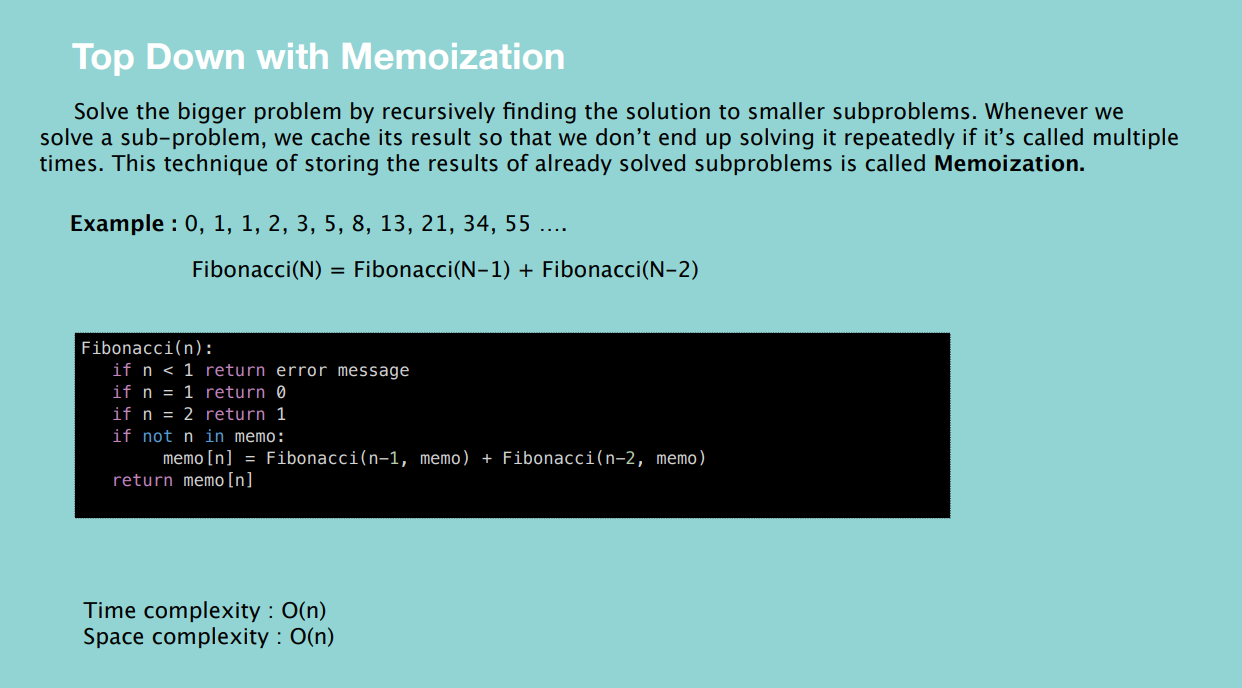 Top Down with Memoization
Solve the bigger problem by recursively finding the solution to smaller subproblems. Whenever we
solve a sub-problem, we cache its result so that we don’t end up solving it repeatedly if it’s called multiple
times. This technique of storing the results of already solved subproblems is called Memoization.
Example : 0, 1, 1, 2, 3, 5, 8, 13, 21, 34, 55 ….
Fibonacci(N) = Fibonacci(N-1) + Fibonacci(N-2)
Fibonacci(n):
if n < 1 return error message
if n = 1 return 0
if n = 2 return 1
if not n in memo:
memo[n] = Fibonacci(n-1, memo) + Fibonacci(n-2, memo)
return memo[n]
Time complexity : O(n)
Space complexity : O(n)